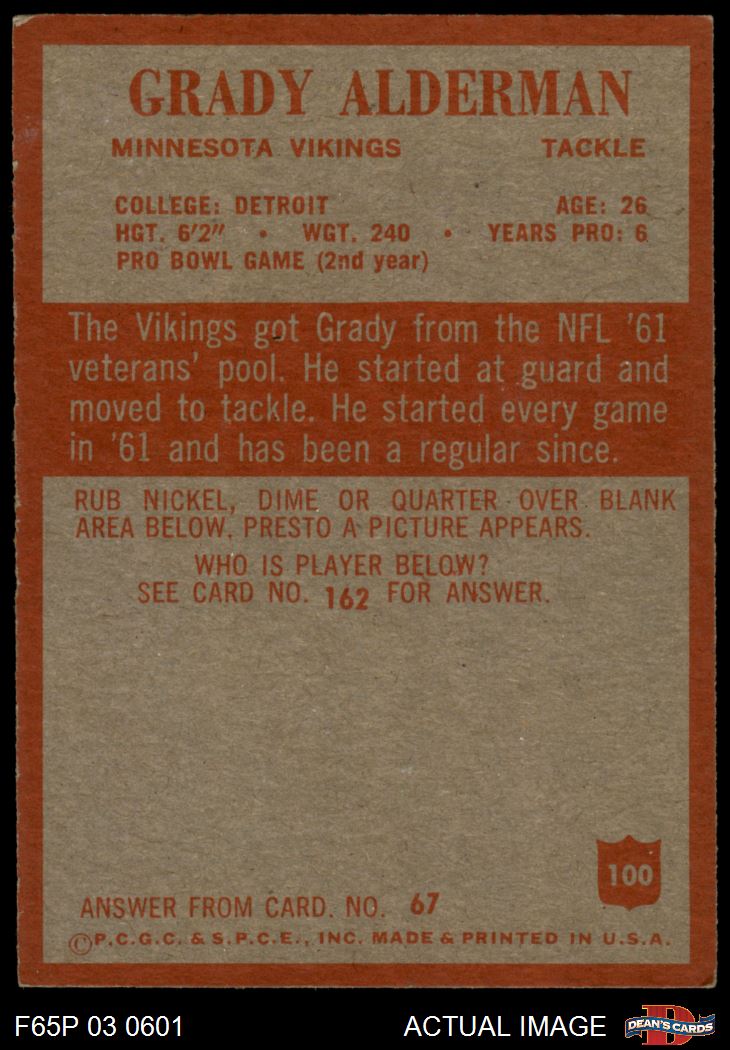 GRADY ALDERMAN
MINNESOTA VIKINGS TACKLE
COLLEGE: DETROIT AGE: 26
HGT. 6'2" • WGT. 240 • YEARS PRO: 6
PRO BOWL GAME (2nd year)
The Vikings got Grady from the NFL '61
veterans' pool. He started at guard and
moved to tackle. He started every game
in '61 and has been a regular since.
RUB NICKEL, DIME OR QUARTER OVER BLANK
AREA BELOW. PRESTO A PICTURE APPEARS.
WHO IS PLAYER BELOW?
SEE CARD NO. 162 FOR ANSWER.
100
ANSWER FROM CARD. NO. 67
©P.C.G.C. & S.P.C.E., INC. MADE & PRINTED IN U.S.A.
F65P 03 0601 ACTUAL IMAGE D DEAN'S CARDS